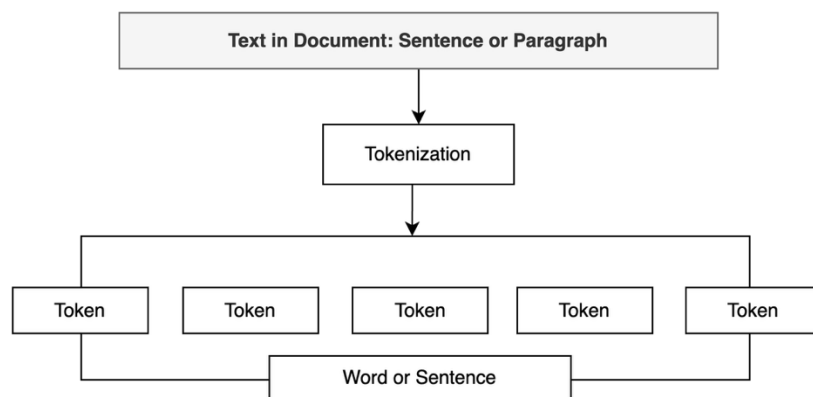 Text in Document: Sentence or Paragraph
Tokenization
Token
Token
Token
Token
Token
Word or Sentence